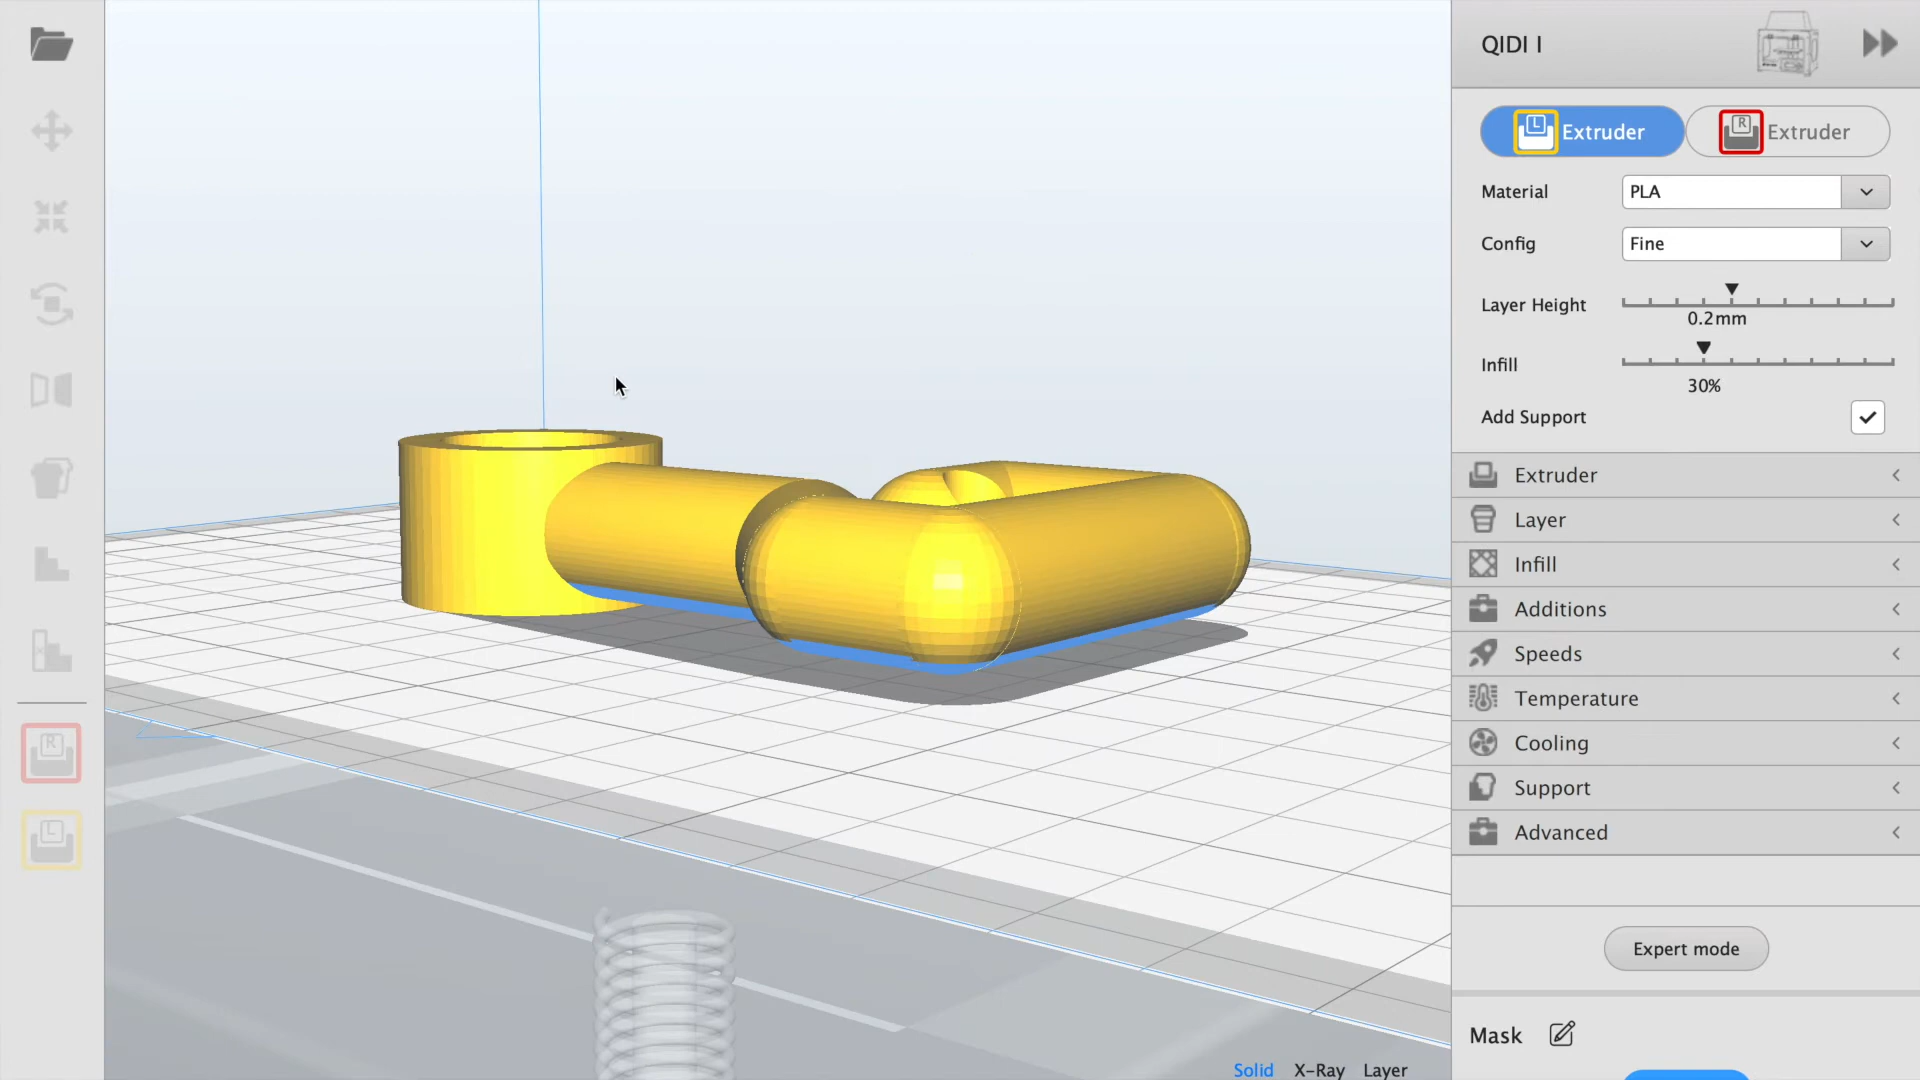 QIDI I
L Extruder
R Extruder
Material PLA
Config Fine
Layer Height
0.2mm
Infill
30%
Add Support
Extruder
Layer
Infill
Additions
Speeds
Temperature
Cooling
Support
Advanced
Expert mode
Mask
R
L
Solid X-Ray Layer